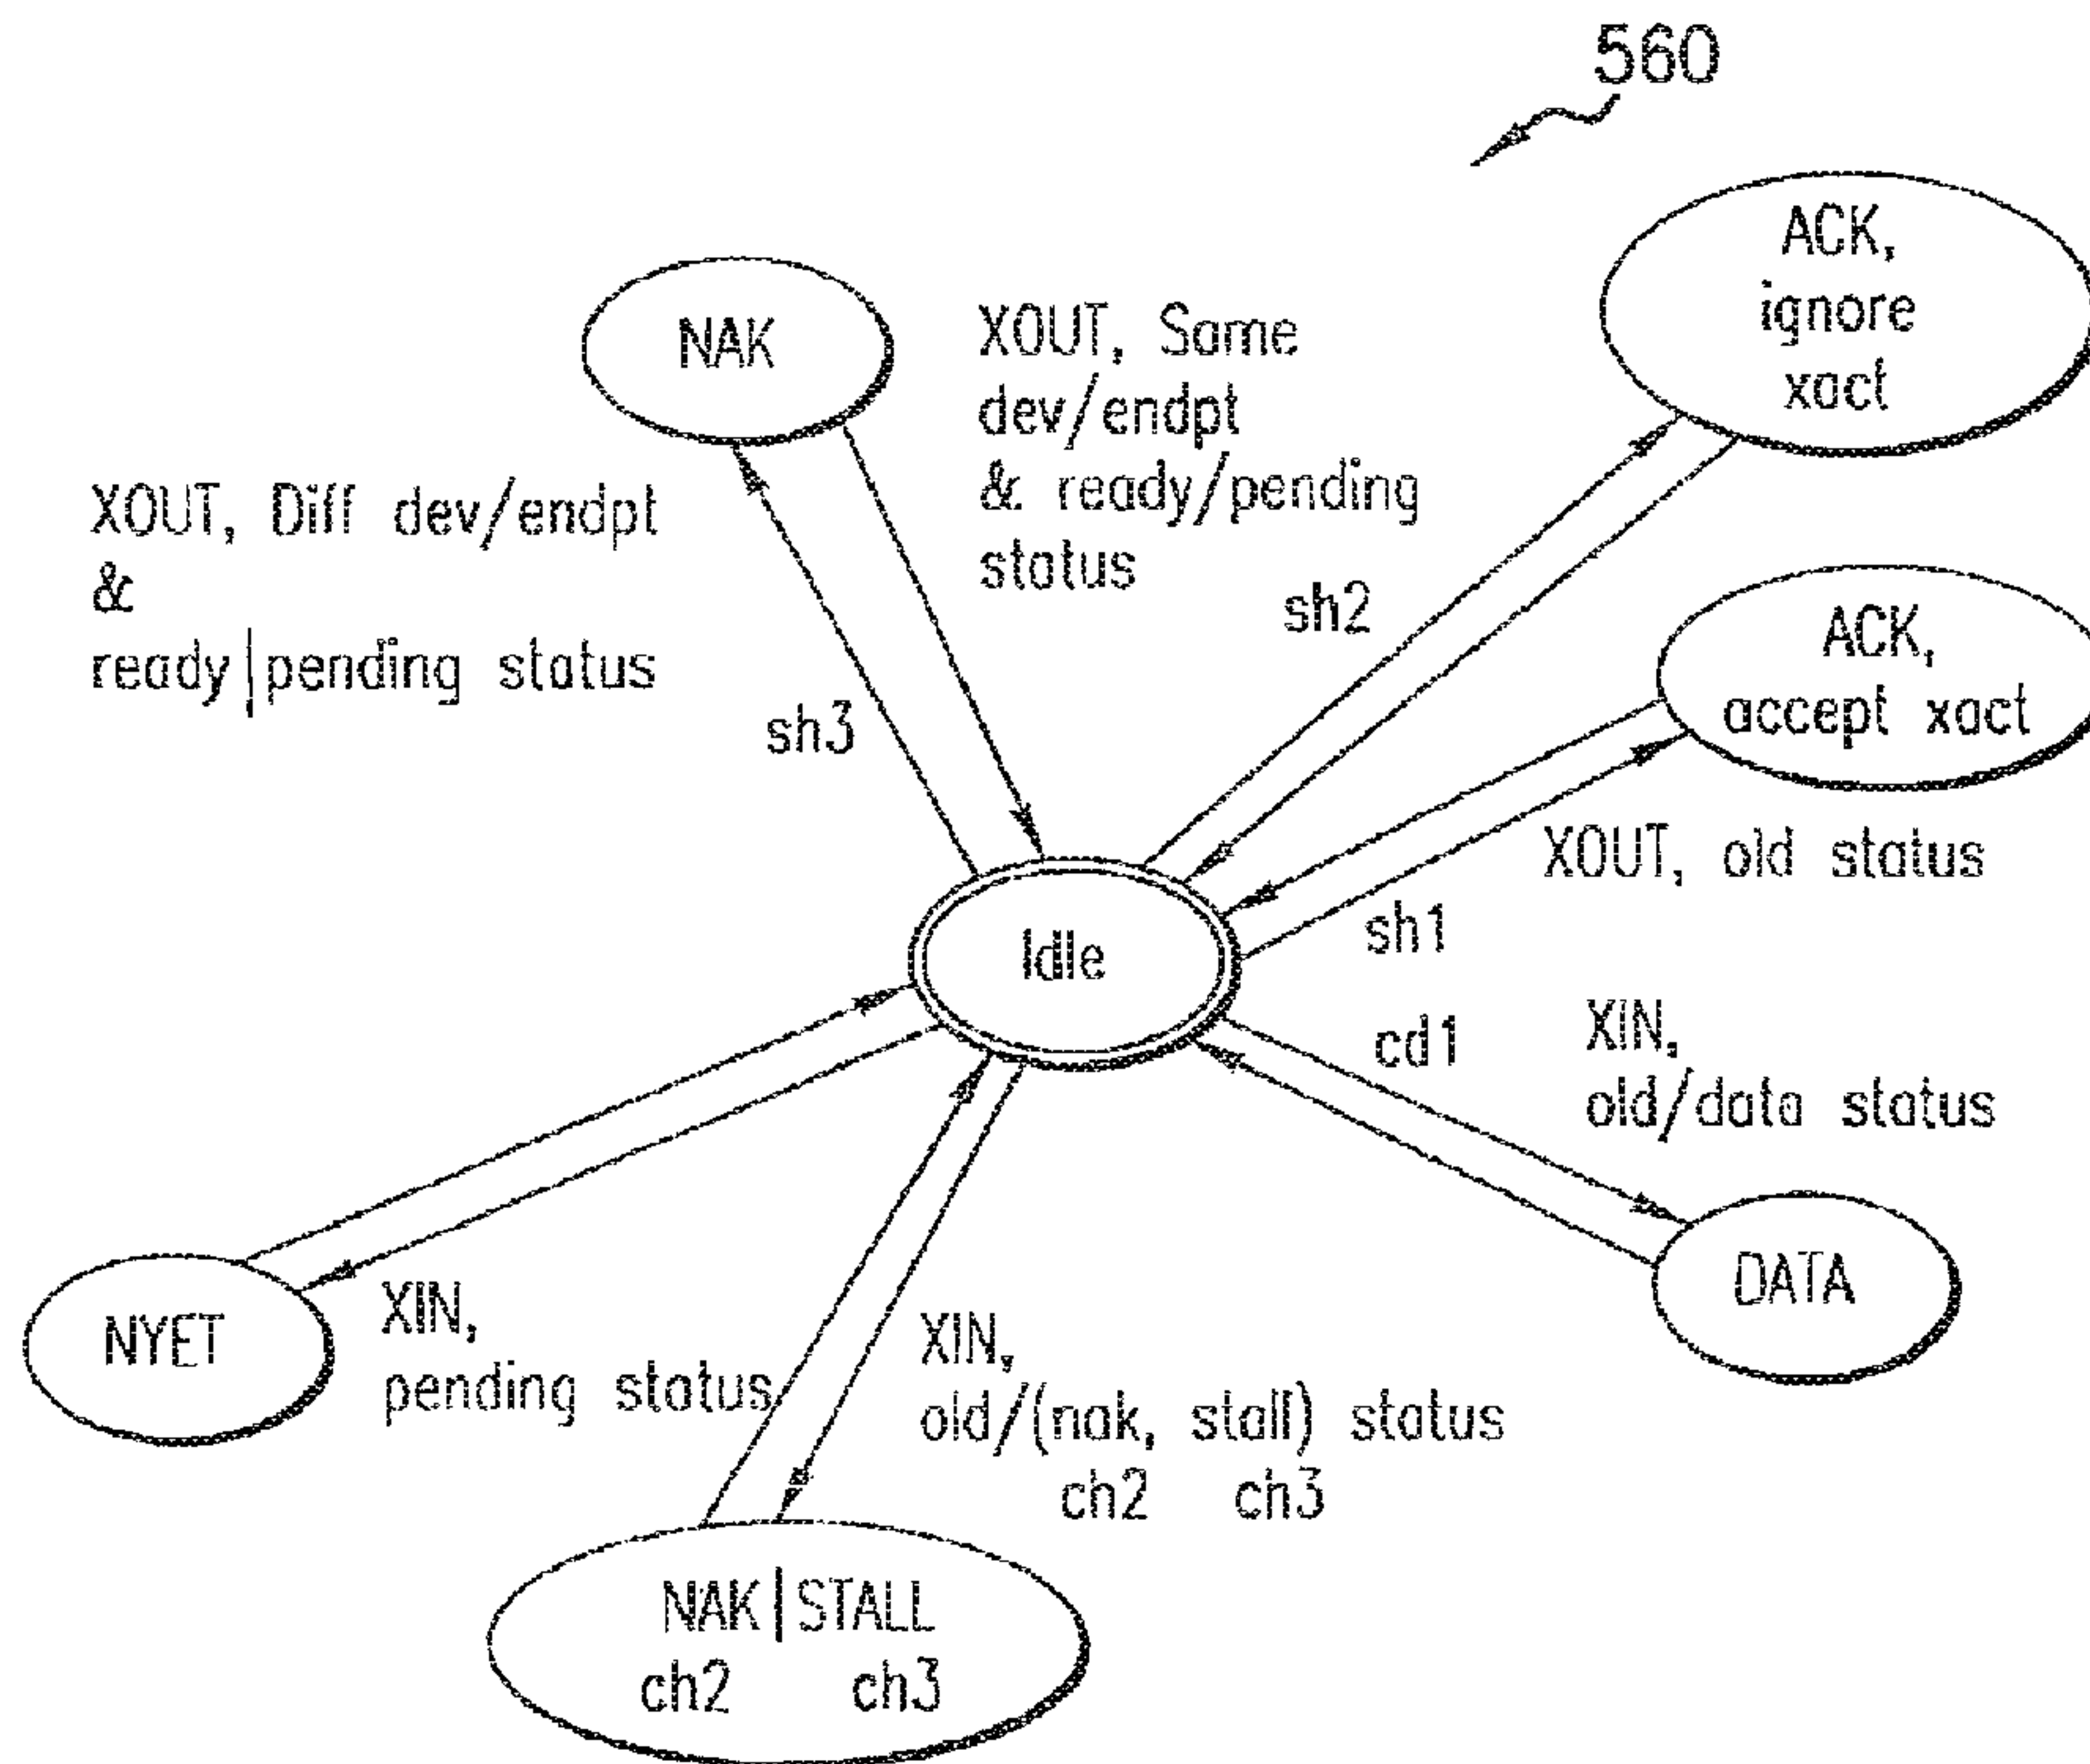 560
ACK,
ignore
xact
NAK
XOUT, Same
dev/endpt
& ready/pending
status
XOUT, Diff dev/endpt
&
ready|pending status
sh2
ACK,
accept xact
sh3
XOUT, old status
sh1
Idle
cd1
XIN,
old/data status
DATA
NYET
XIN,
pending status
XIN,
old/(nak, stall) status
ch2 ch3
NAK|STALL
ch2 ch3